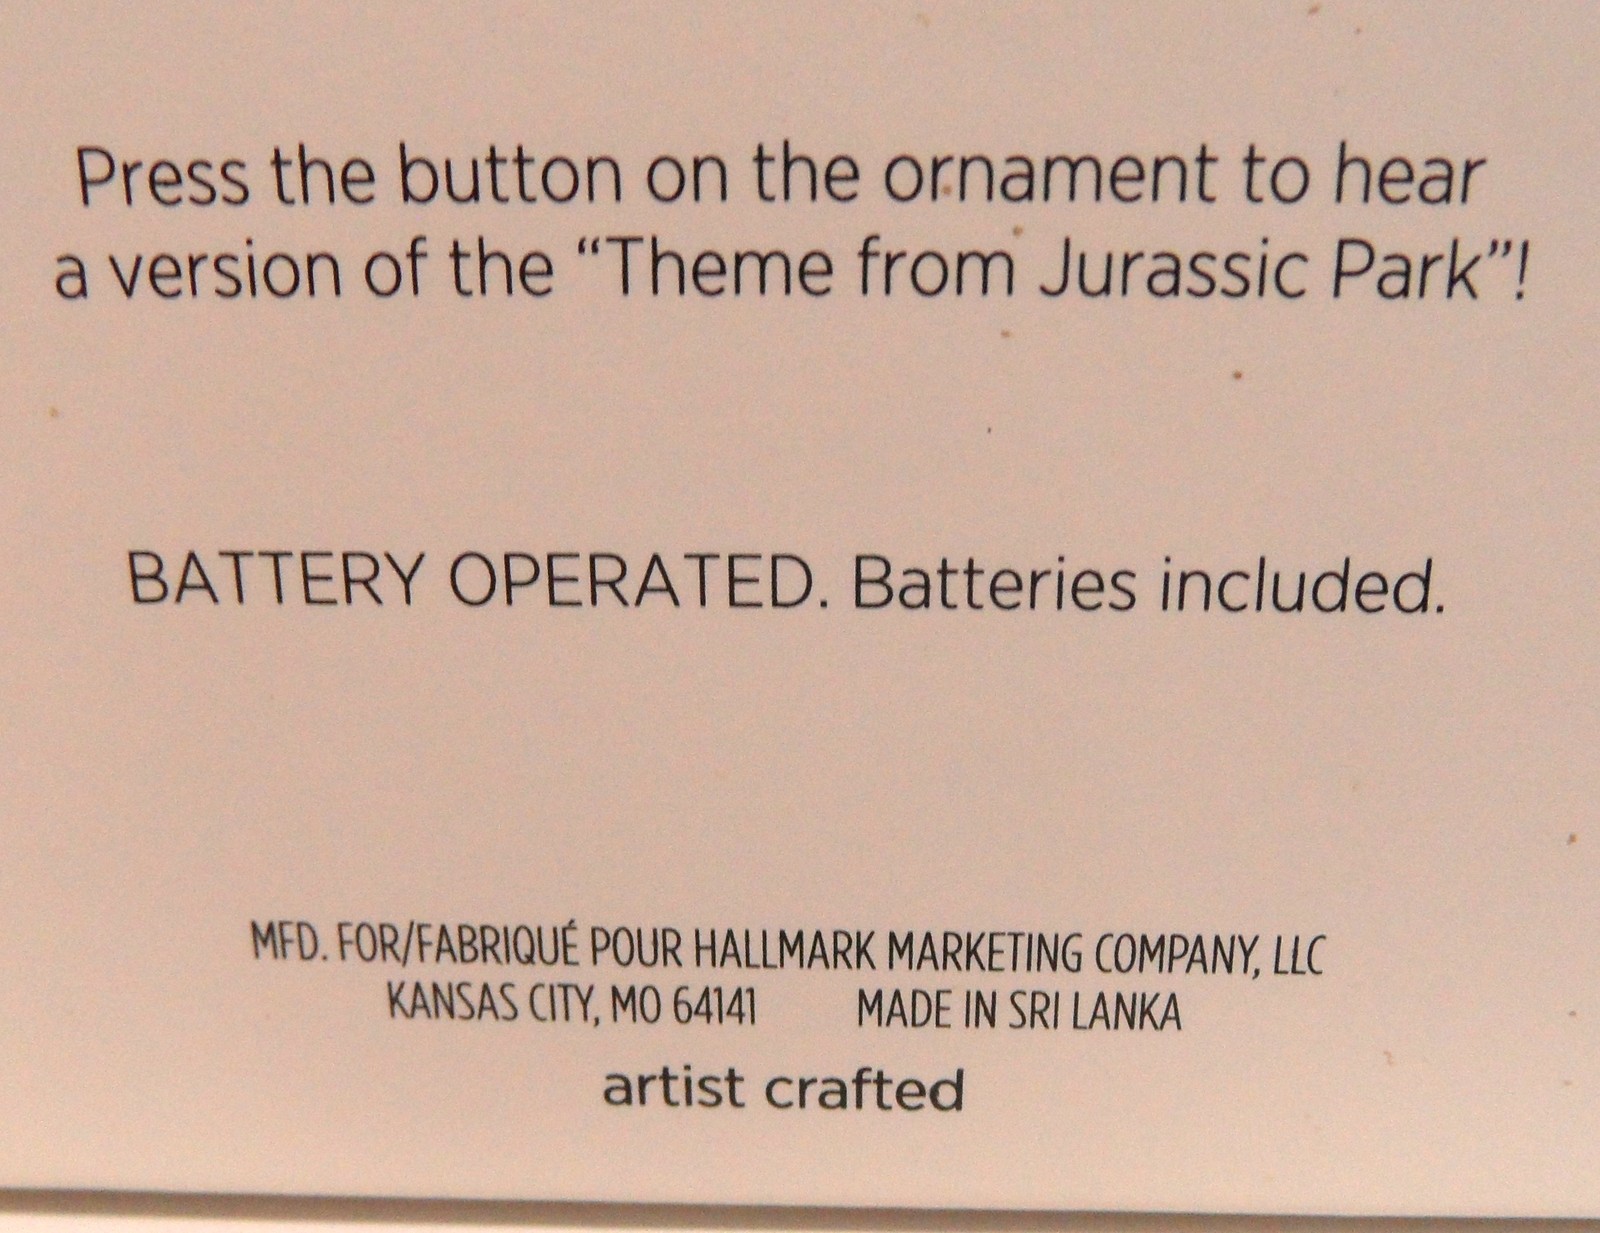 Press the button on the ornament to hear
a version of the “Theme from Jurassic Park”!
BATTERY OPERATED. Batteries included.
MFD. FOR/FABRIQUÉ POUR HALLMARK MARKETING COMPANY, LLC
KANSAS CITY, MO 64141 MADE IN SRI LANKA
artist crafted